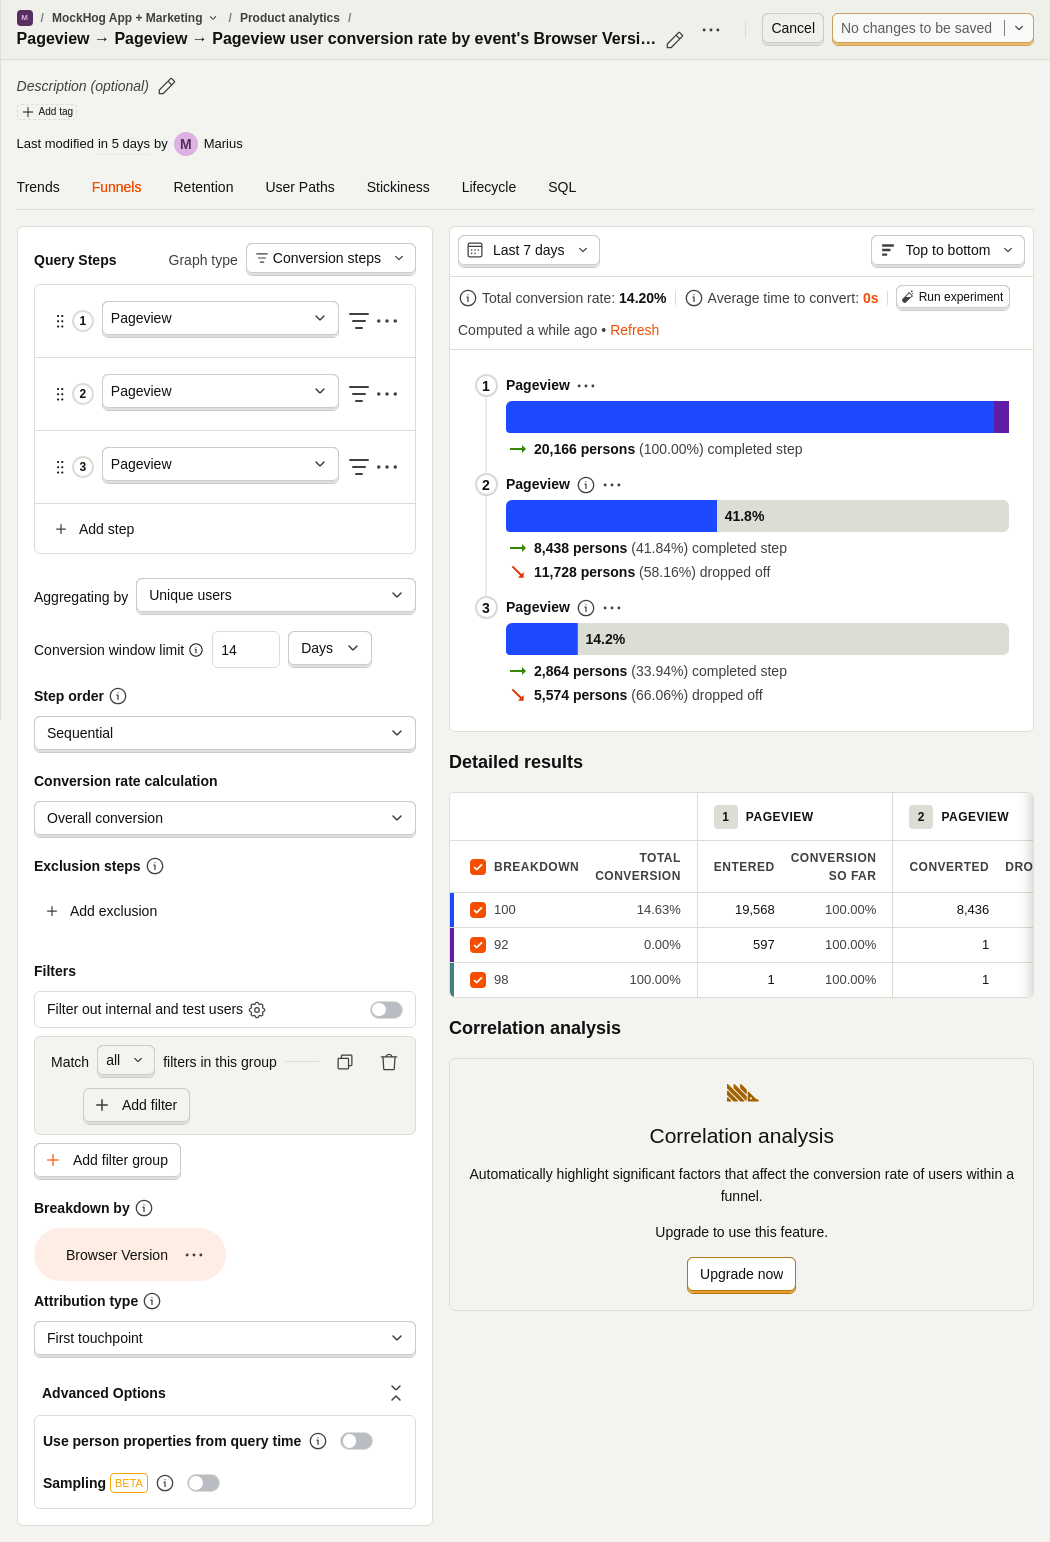 M / MockHog App + Marketing / Product analytics /
Pageview → Pageview → Pageview user conversion rate by event's Browser Versi...
Cancel
No changes to be saved
Description (optional)
Add tag
Last modified in 5 days by M Marius
Trends Funnels Retention User Paths Stickiness Lifecycle SQL
Query Steps
Graph type
Conversion steps
1 Pageview
2 Pageview
3 Pageview
Add step
Aggregating by Unique users
Conversion window limit 14 Days
Step order
Sequential
Conversion rate calculation
Overall conversion
Exclusion steps
Add exclusion
Filters
Filter out internal and test users
Match all filters in this group
Add filter
Add filter group
Breakdown by
Browser Version
Attribution type
First touchpoint
Advanced Options
Use person properties from query time
Sampling BETA
Last 7 days
Top to bottom
Total conversion rate: 14.20%
Average time to convert: 0s
Run experiment
Computed a while ago • Refresh
1 Pageview
20,166 persons (100.00%) completed step
2 Pageview
41.8%
8,438 persons (41.84%) completed step
11,728 persons (58.16%) dropped off
3 Pageview
14.2%
2,864 persons (33.94%) completed step
5,574 persons (66.06%) dropped off
Detailed results
1 PAGEVIEW 2 PAGEVIEW
BREAKDOWN TOTAL CONVERSION ENTERED CONVERSION SO FAR CONVERTED DRO
100 14.63% 19,568 100.00% 8,436
92 0.00% 597 100.00% 1
98 100.00% 1 100.00% 1
Correlation analysis
Correlation analysis
Automatically highlight significant factors that affect the conversion rate of users within a
funnel.
Upgrade to use this feature.
Upgrade now